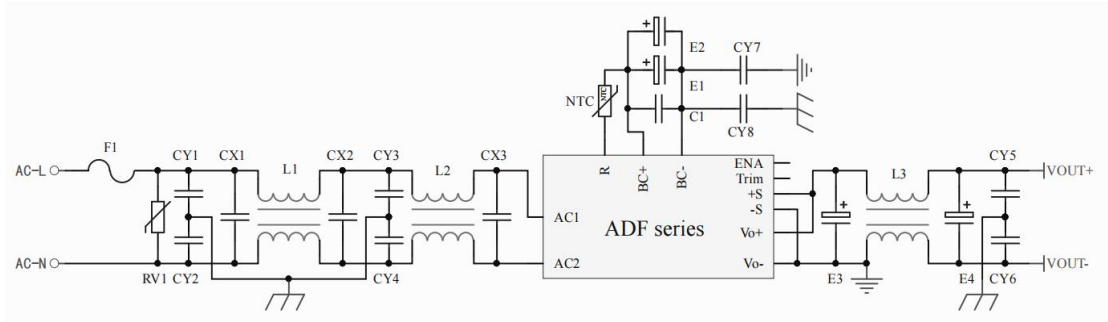 E2
CY7
E1
NTC
NTC
C1
CY8
F1
CY1
CX1
L1
CX2
CY3
L2
CX3
R
BC+
BC-
ENA
Trim
+S
-S
Vo+
Vo-
L3
CY5
AC-L
VOUT+
AC1
ADF series
AC2
AC-N
RV1
CY2
CY4
E3
E4
CY6
VOUT-